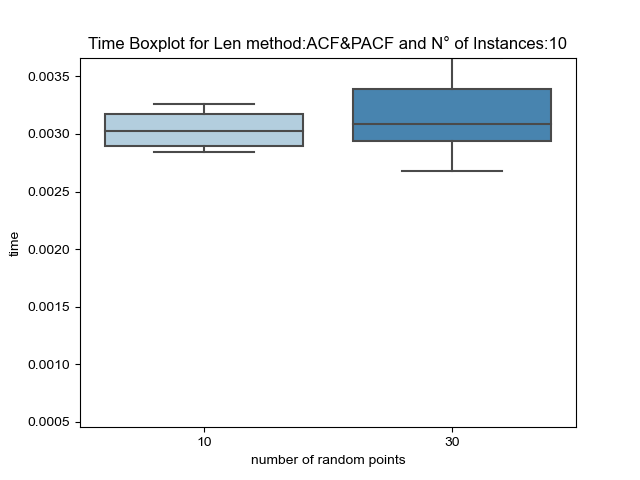 Time Boxplot for Len method:ACF&PACF and N° of Instances:10
0.0035
0.0030
0.0025
0.0020
0.0015
0.0010
0.0005
time
10 30
number of random points